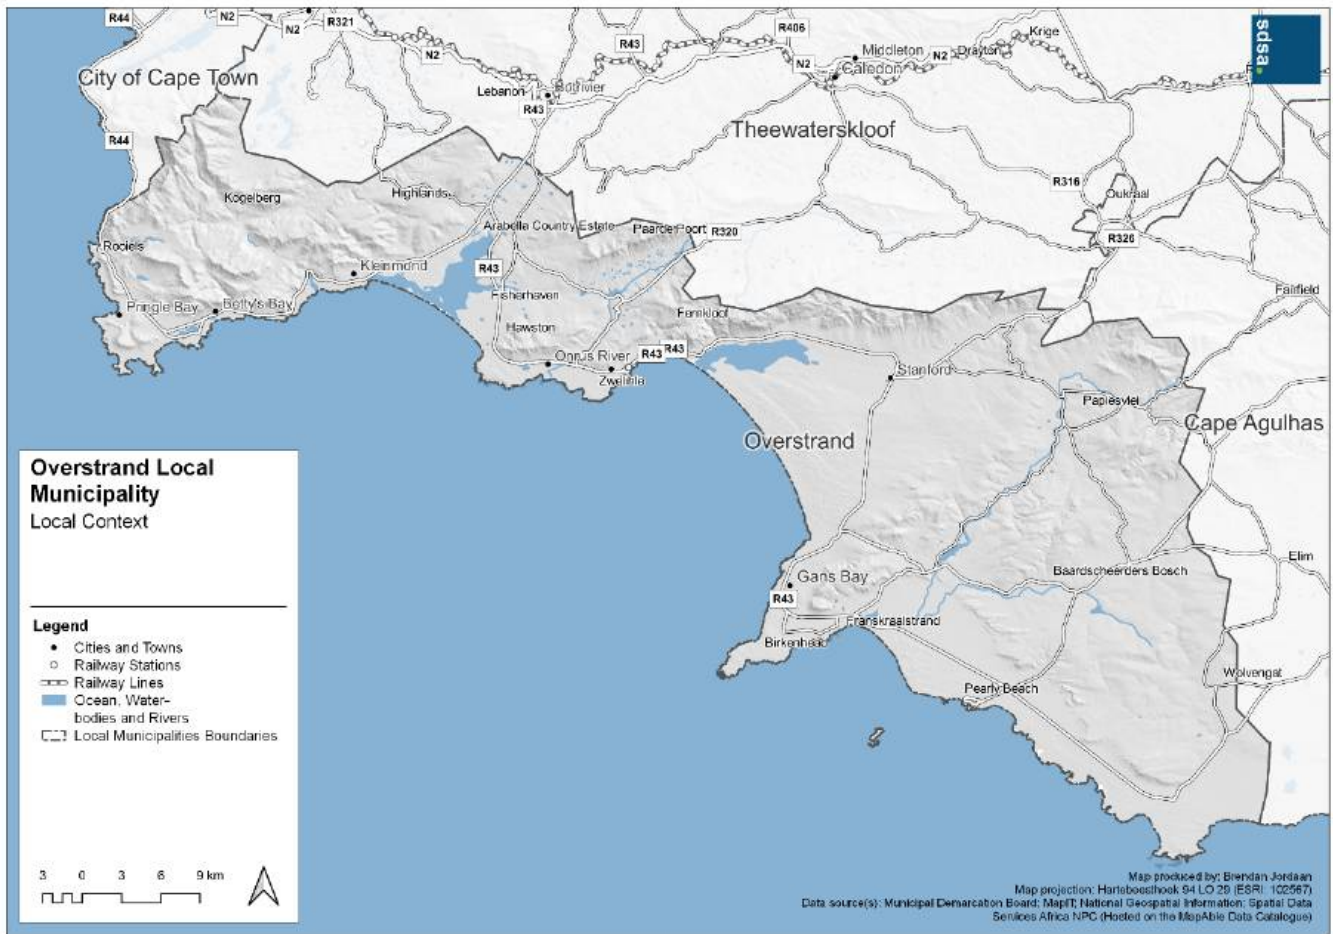 R44
N2
R321
N2
N2
R43
R406
Krige
Middleton
N2
Drayton
N2
Caledon
City of Cape Town
Lebanon
Botrivier
R43
Theewaterskloof
R44
R316
Oukraal
Kogelberg
Highlands
Arabella Country Estate
Paarde Poort
R320
R326
Rooiels
Kleinmond
R43
Fisherhaven
Fairfield
Pringle Bay
Betty's Bay
Hawston
Fernkloof
Onrus River
R43
R43
Zwelihle
Stanford
Papiesvlei
Cape Agulhas
Overstrand
Elim
Baardscheerders Bosch
Gans Bay
R43
Franskraalstrand
Birkenhead
Wolvengat
Pearly Beach
sdsa
Overstrand Local
Municipality
Local Context
Legend
Cities and Towns
Railway Stations
Railway Lines
Ocean, Water-
bodies and Rivers
Local Municipalities Boundaries
3 0 3 6 9 km
Map produced by: Brendan Jordaan
Map projection: Hartebeesthoek 94 LO 29 (ESRI: 102567)
Data source(s): Municipal Demarcation Board; MapIT; National Geospatial Information; Spatial Data
Services Africa NPC (Hosted on the MapAble Data Catalogue)